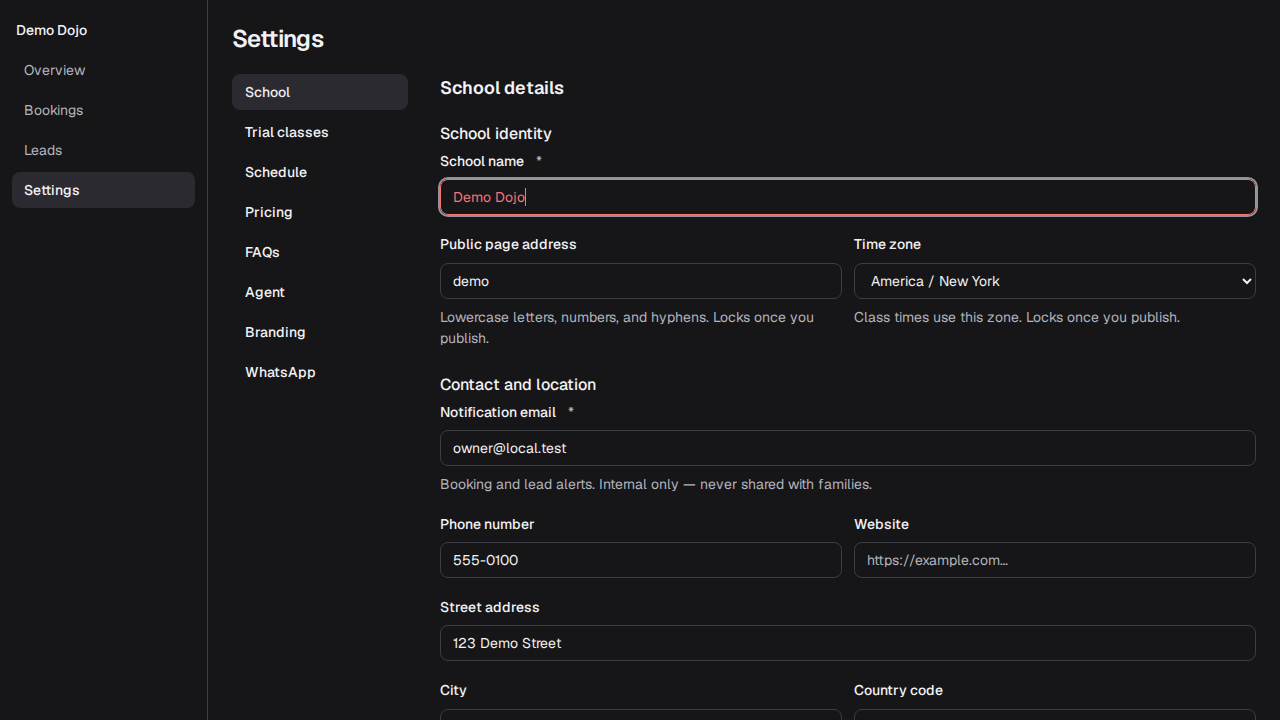 Demo Dojo
Overview
Bookings
Leads
Settings
Settings
School
Trial classes
Schedule
Pricing
FAQs
Agent
Branding
WhatsApp
School details
School identity
School name *
Demo Dojo
Public page address
demo
Lowercase letters, numbers, and hyphens. Locks once you
publish.
Time zone
America / New York
Class times use this zone. Locks once you publish.
Contact and location
Notification email *
owner@local.test
Booking and lead alerts. Internal only — never shared with families.
Phone number
555-0100
Website
https://example.com…
Street address
123 Demo Street
City
Country code